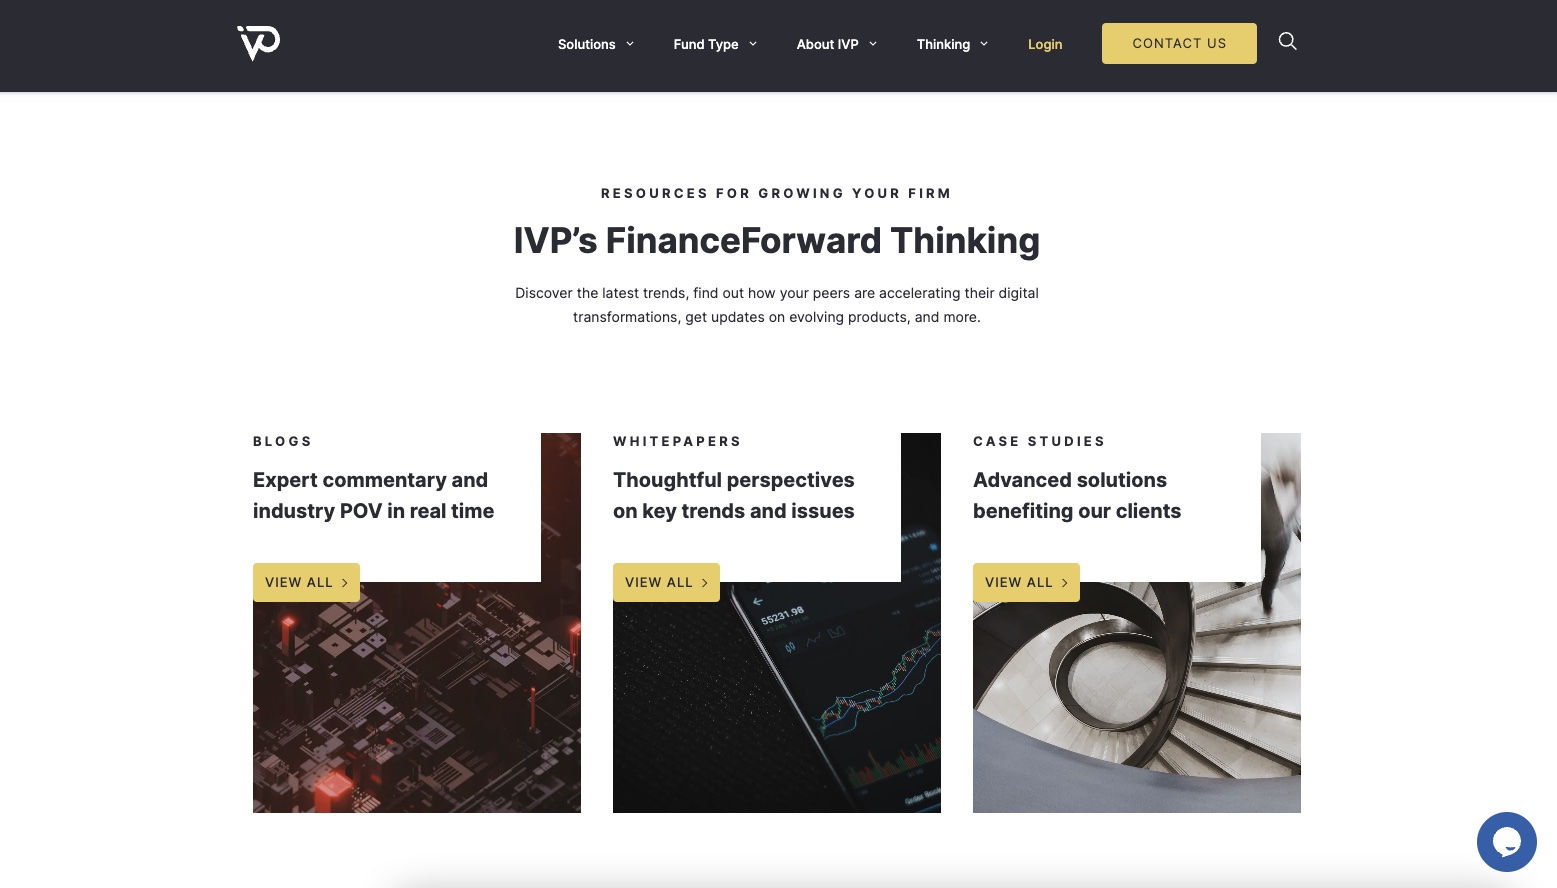 Solutions
Fund Type
About IVP
Thinking
Login
CONTACT US
RESOURCES FOR GROWING YOUR FIRM
IVP’s FinanceForward Thinking
Discover the latest trends, find out how your peers are accelerating their digital
transformations, get updates on evolving products, and more.
BLOGS
Expert commentary and
industry POV in real time
VIEW ALL
WHITEPAPERS
Thoughtful perspectives
on key trends and issues
VIEW ALL
55231.98
Order Book
CASE STUDIES
Advanced solutions
benefiting our clients
VIEW ALL